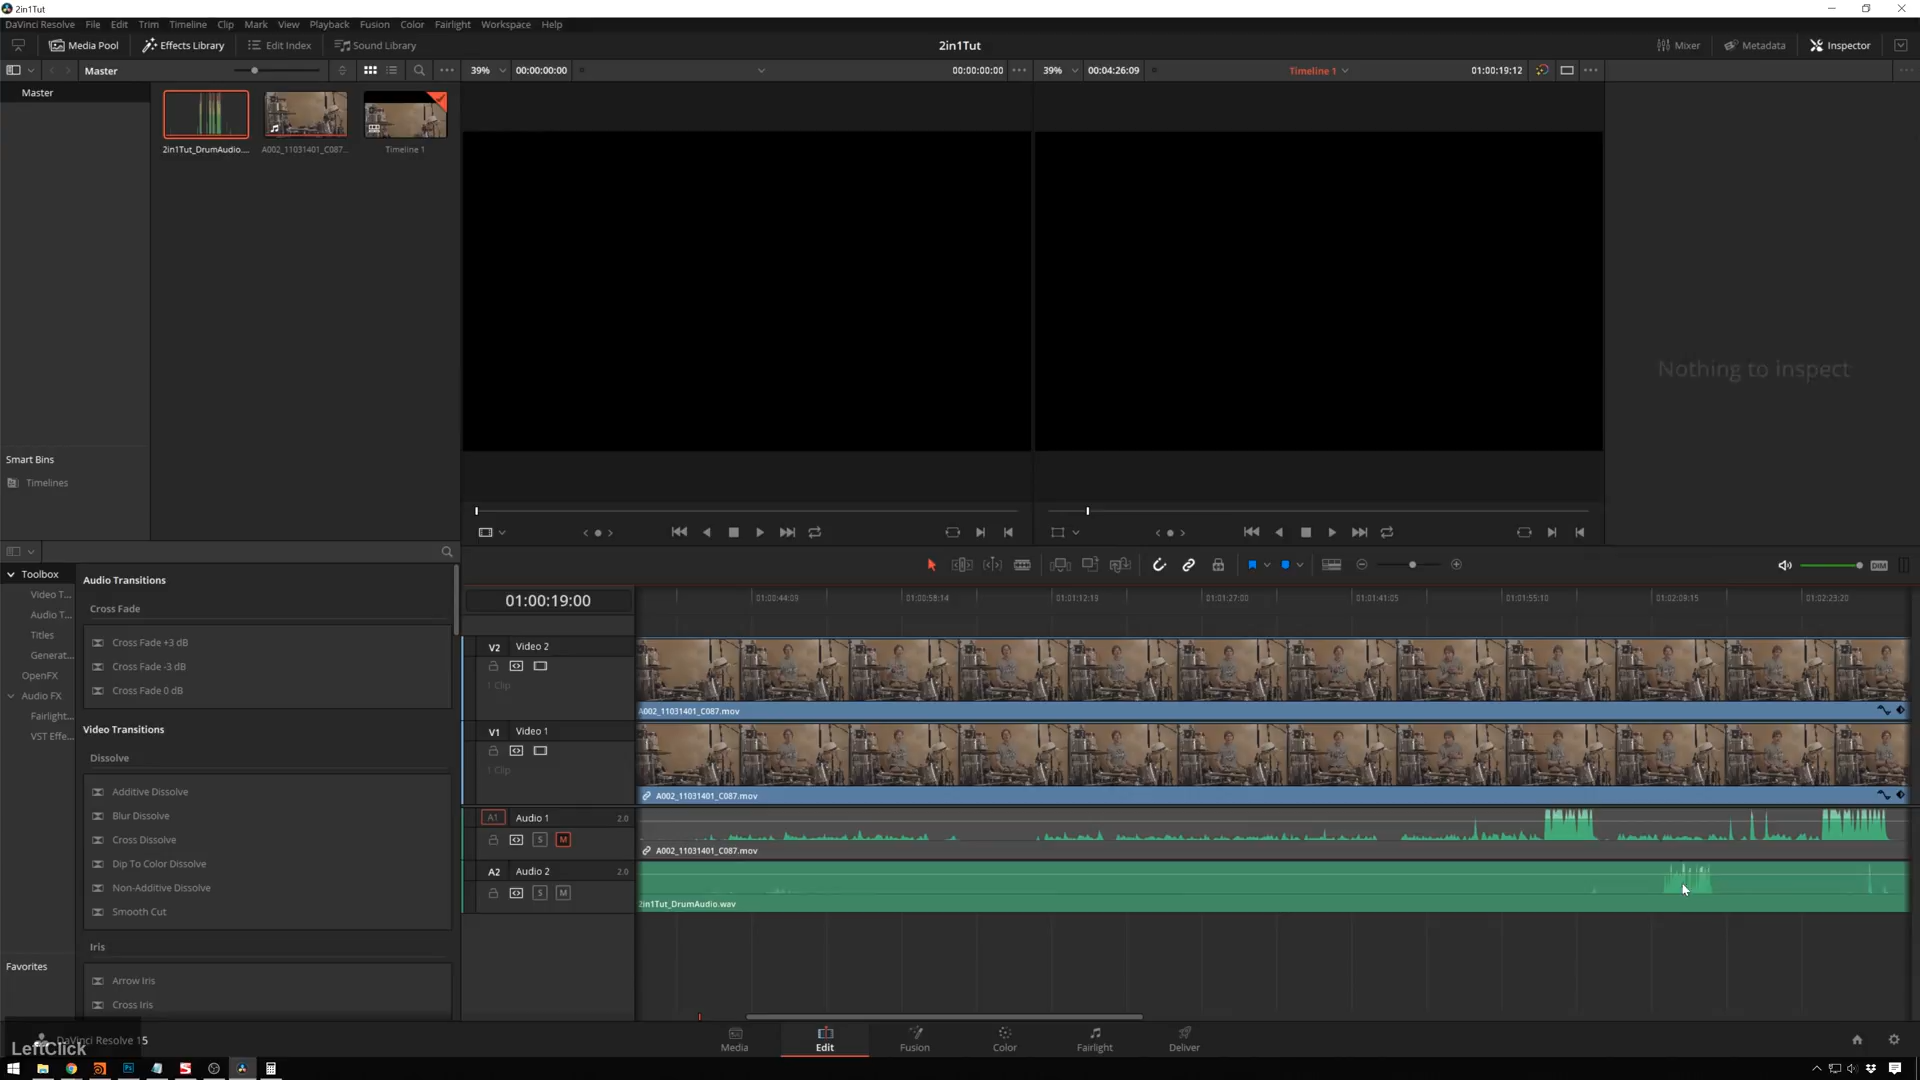 2in1Tut
DaVinci Resolve File Edit Trim Timeline Clip Mark View Playback Fusion Color Fairlight Workspace Help
Media Pool Effects Library Edit Index Sound Library 2in1Tut Mixer Metadata Inspector
Master 39% 00:00:00:00 00:00:00:00 39% 00:04:26:09 Timeline 1 01:00:19:12
Master
2in1Tut_DrumAudio.... A002_11031401_C087... Timeline 1
Nothing to inspect
Smart Bins
Timelines
Toolbox
Video T...
Audio T...
Titles
Generat...
OpenFX
Audio FX
Fairlight...
VST Effe...
Favorites
Audio Transitions
Cross Fade
Cross Fade +3 dB
Cross Fade -3 dB
Cross Fade 0 dB
Video Transitions
Dissolve
Additive Dissolve
Blur Dissolve
Cross Dissolve
Dip To Color Dissolve
Non-Additive Dissolve
Smooth Cut
Iris
Arrow Iris
Cross Iris
DIM
01:00:19:00
01:00:44:09 01:00:58:14 01:01:12:19 01:01:27:00 01:01:41:05 01:01:55:10 01:02:09:15 01:02:23:20
V2 Video 2
1 Clip
A002_11031401_C087.mov
V1 Video 1
1 Clip
A002_11031401_C087.mov
A1 Audio 1 2.0
S M
A002_11031401_C087.mov
A2 Audio 2 2.0
S M
2in1Tut_DrumAudio.wav
DaVinci Resolve 15
LeftClick
Media Edit Fusion Color Fairlight Deliver